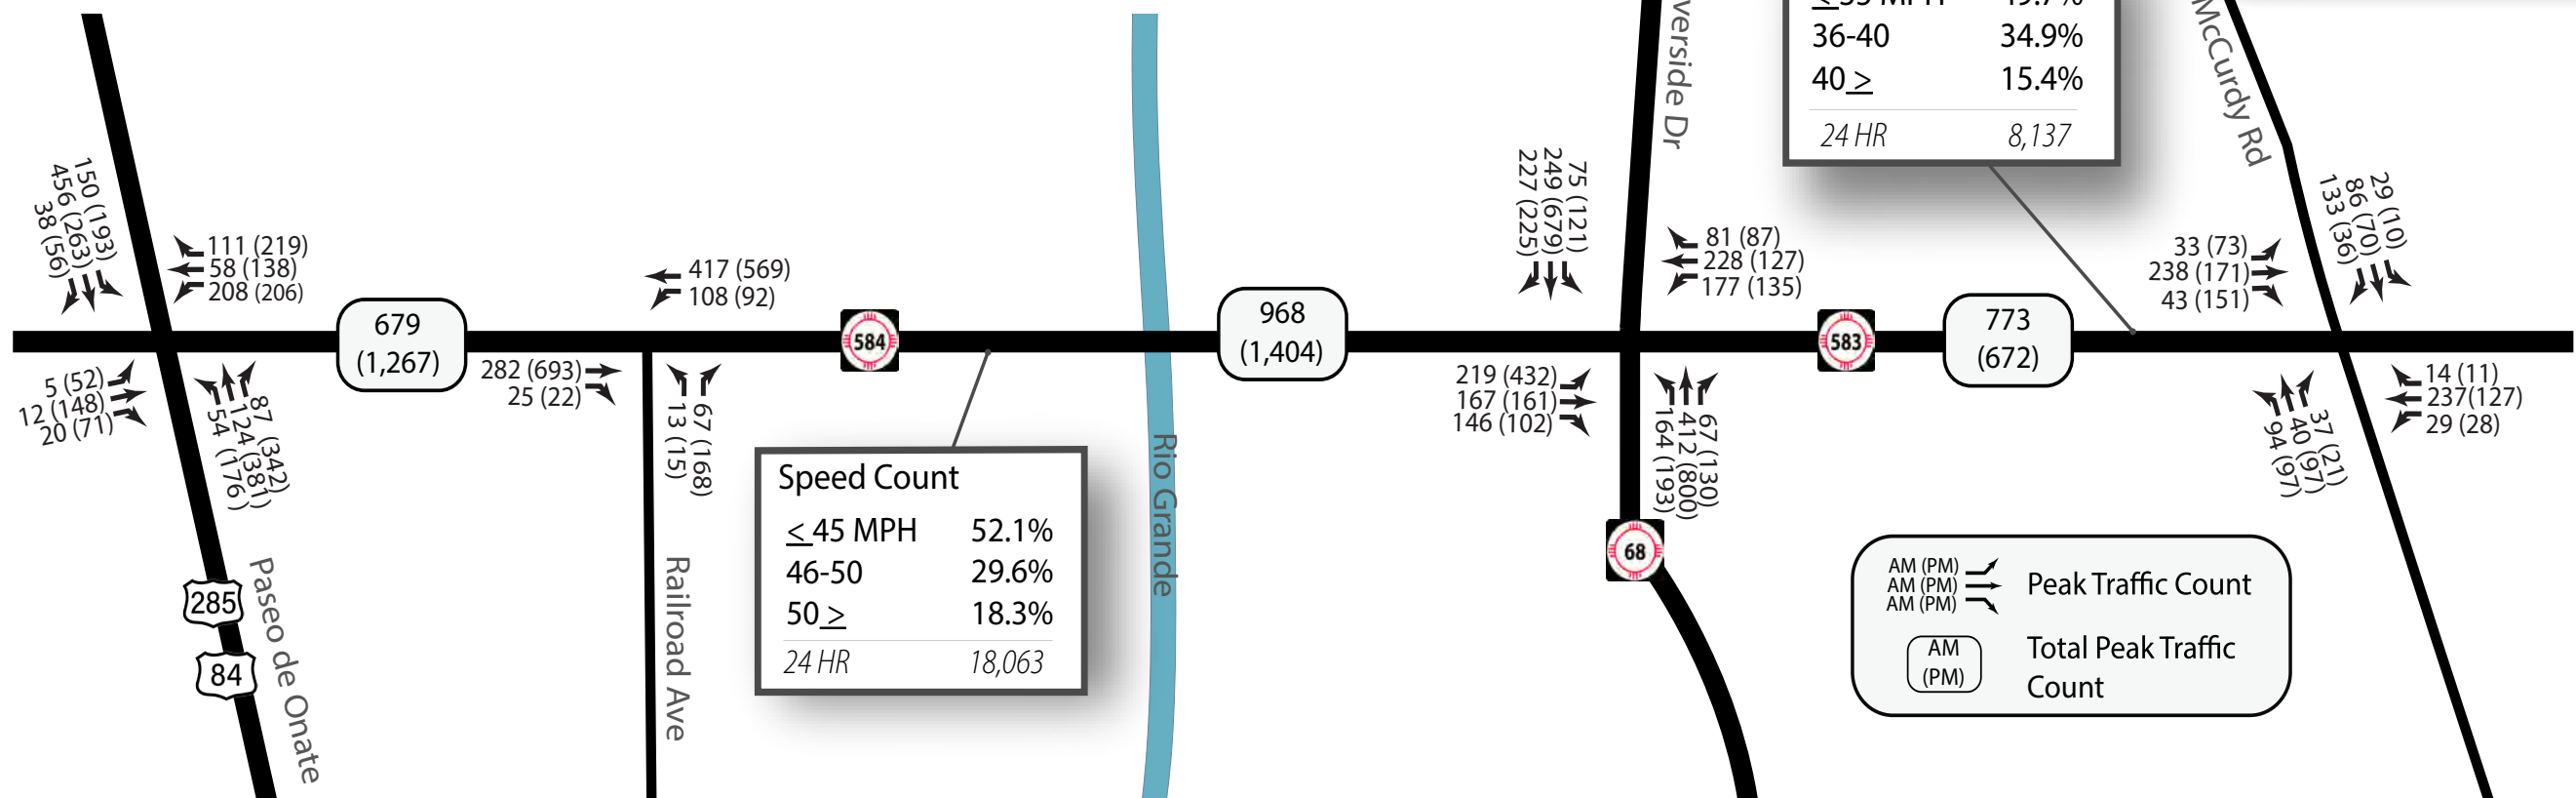 verside Dr
McCurdy Rd
36-40 34.9%
40 > 15.4%
24 HR 8,137
150 (193)
456 (263)
38 (56)
111 (219)
58 (138)
208 (206)
679
(1,267)
417 (569)
108 (92)
584
968
(1,404)
75 (121)
249 (679)
227 (225)
81 (87)
228 (127)
177 (135)
583
773
(672)
33 (73)
238 (171)
43 (151)
29 (10)
86 (70)
133 (36)
5 (52)
12 (148)
20 (71)
87 (342)
124 (381)
54 (176)
282 (693)
25 (22)
13 (15)
67 (168)
219 (432)
167 (161)
146 (102)
164 (193)
412 (800)
67 (130)
14 (11)
237(127)
29 (28)
37 (21)
40 (97)
94 (97)
Speed Count
< 45 MPH 52.1%
46-50 29.6%
50 > 18.3%
24 HR 18,063
Rio Grande
68
285
84
Paseo de Onate
Railroad Ave
AM (PM)
AM (PM)
AM (PM)
Peak Traffic Count
AM
(PM)
Total Peak Traffic
Count